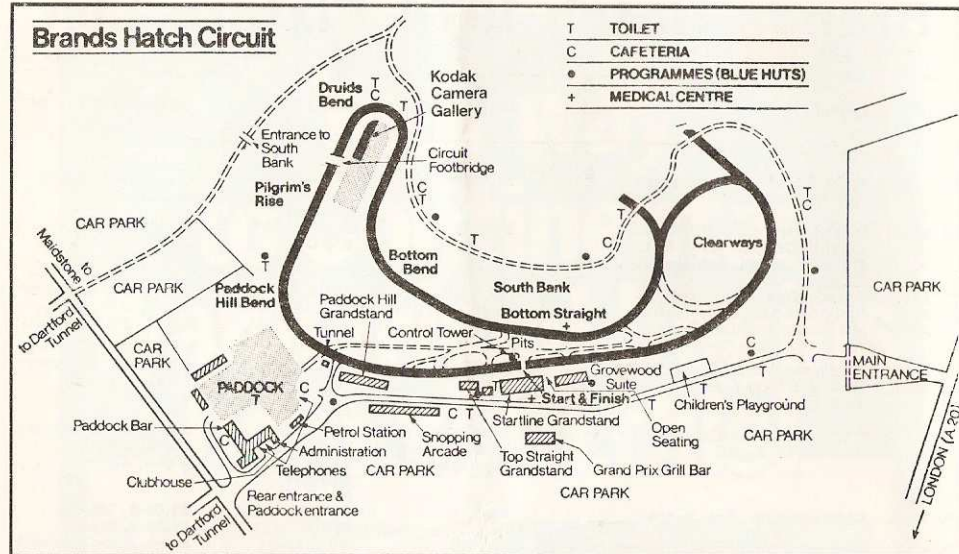 Brands Hatch Circuit
T TOILET
C CAFETERIA
● PROGRAMMES (BLUE HUTS)
+ MEDICAL CENTRE
Druids
Bend
T
C
T
Kodak
Camera
Gallery
Entrance to
South
Bank
Circuit
Footbridge
Pilgrim's
Rise
C
T
T
C
T
T
C
CAR PARK
Clearways
Maidstone
to
to Dartford
Tunnel
CAR PARK
T
Bottom
Bend
South Bank
CAR PARK
Paddock
Hill Bend
Paddock Hill
Grandstand
Bottom Straight
+
CAR
PARK
Tunnel
Control Tower
Pits
C
MAIN
ENTRANCE
PADDOCK
T
C
T
Grovewood
Suite
+ Start & Finish
T
T
T
Children's Playground
Paddock Bar
C
Petrol Station
C T
Startline Grandstand
Open
Seating
Administration
Snopping
Arcade
Top Straight
Grandstand
Grand Prix Grill Bar
Telephones
CAR PARK
CAR PARK
Clubhouse
Rear entrance &
Paddock entrance
to Dartford
Tunnel
LONDON (A 20)